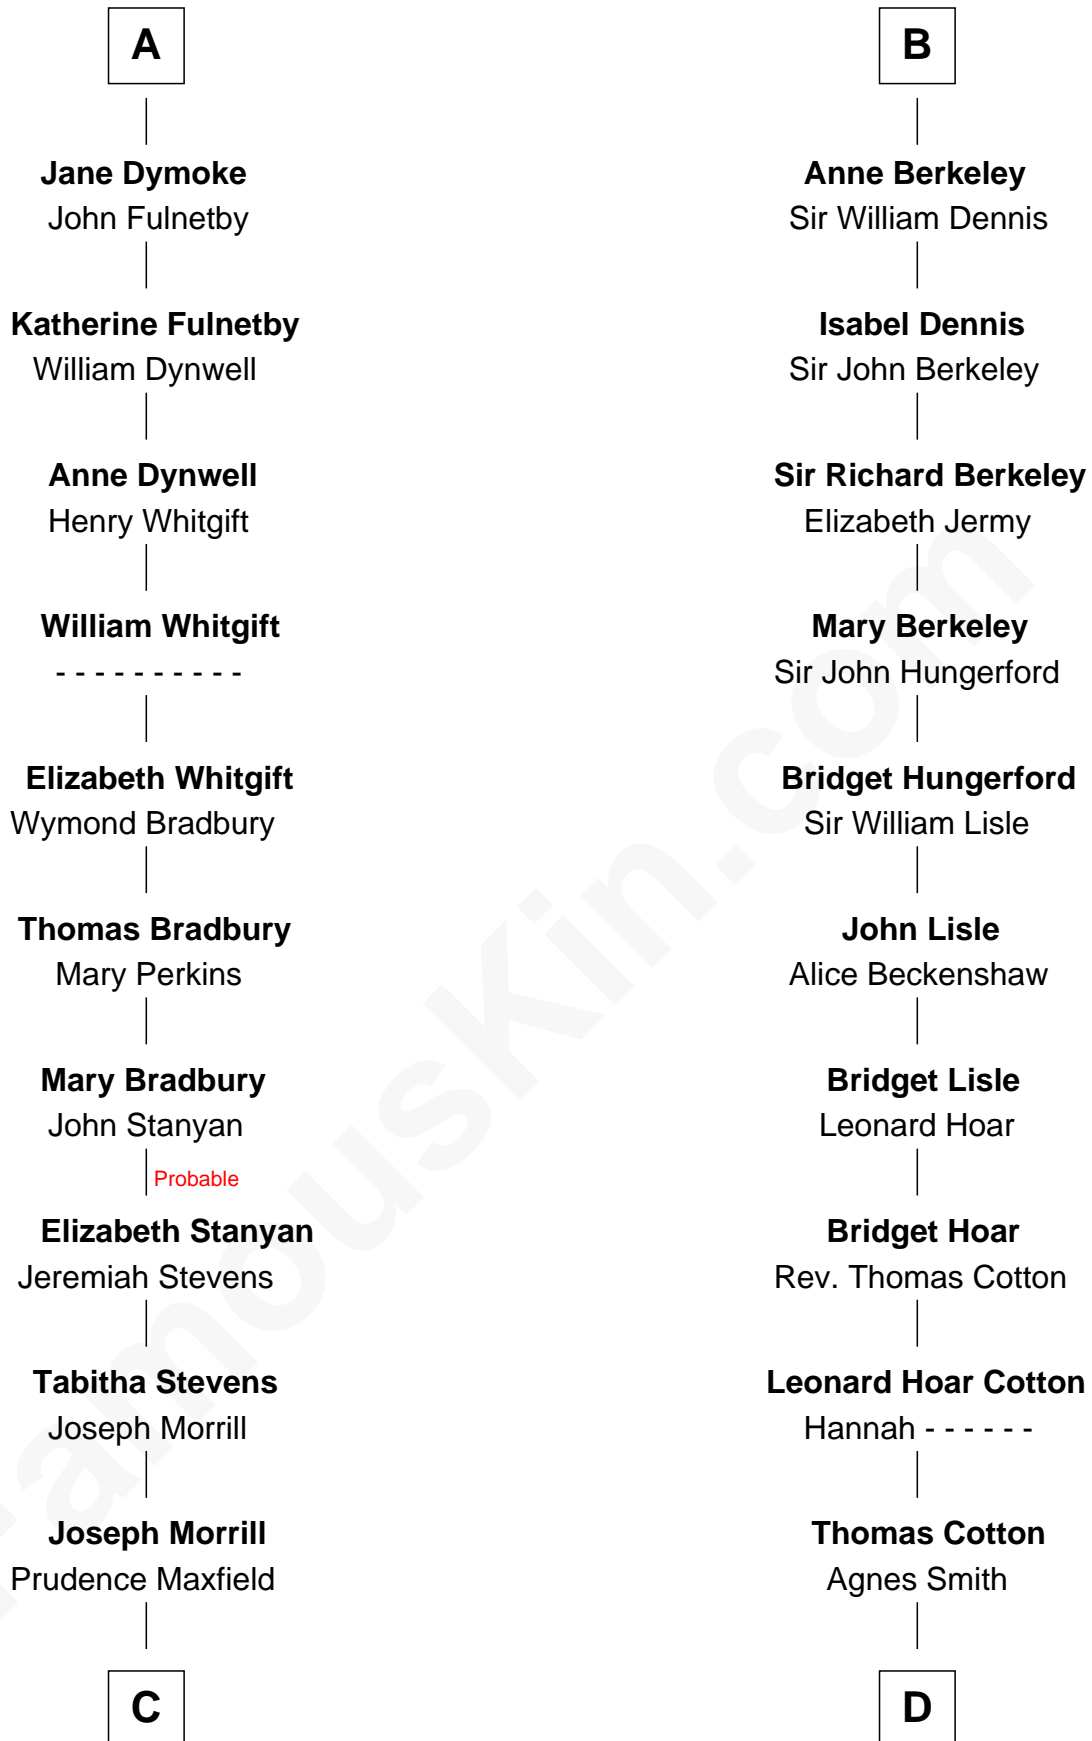 A
Jane Dymoke
John Fulnetby
Katherine Fulnetby
William Dynwell
Anne Dynwell
Henry Whitgift
William Whitgift
- - - - - - - - - -
Elizabeth Whitgift
Wymond Bradbury
Thomas Bradbury
Mary Perkins
Mary Bradbury
John Stanyan
Probable
Elizabeth Stanyan
Jeremiah Stevens
Tabitha Stevens
Joseph Morrill
Joseph Morrill
Prudence Maxfield
C
B
Anne Berkeley
Sir William Dennis
Isabel Dennis
Sir John Berkeley
Sir Richard Berkeley
Elizabeth Jermy
Mary Berkeley
Sir John Hungerford
Bridget Hungerford
Sir William Lisle
John Lisle
Alice Beckenshaw
Bridget Lisle
Leonard Hoar
Bridget Hoar
Rev. Thomas Cotton
Leonard Hoar Cotton
Hannah - - - - - -
Thomas Cotton
Agnes Smith
D
FamousKin.com